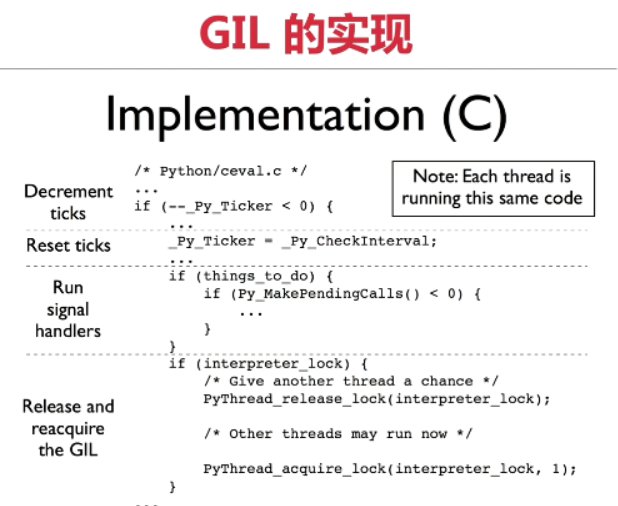 GIL 的实现
Implementation (C)
/* Python/ceval.c */
...
Note: Each thread is
running this same code
Decrement
ticks
if (--_Py_Ticker < 0) {
...
Reset ticks
_Py_Ticker = _Py_CheckInterval;
...
Run
signal
handlers
if (things_to_do) {
if (Py_MakePendingCalls() < 0) {
...
}
}
Release and
reacquire
the GIL
if (interpreter_lock) {
/* Give another thread a chance */
PyThread_release_lock(interpreter_lock);
/* Other threads may run now */
PyThread_acquire_lock(interpreter_lock, 1);
}
...